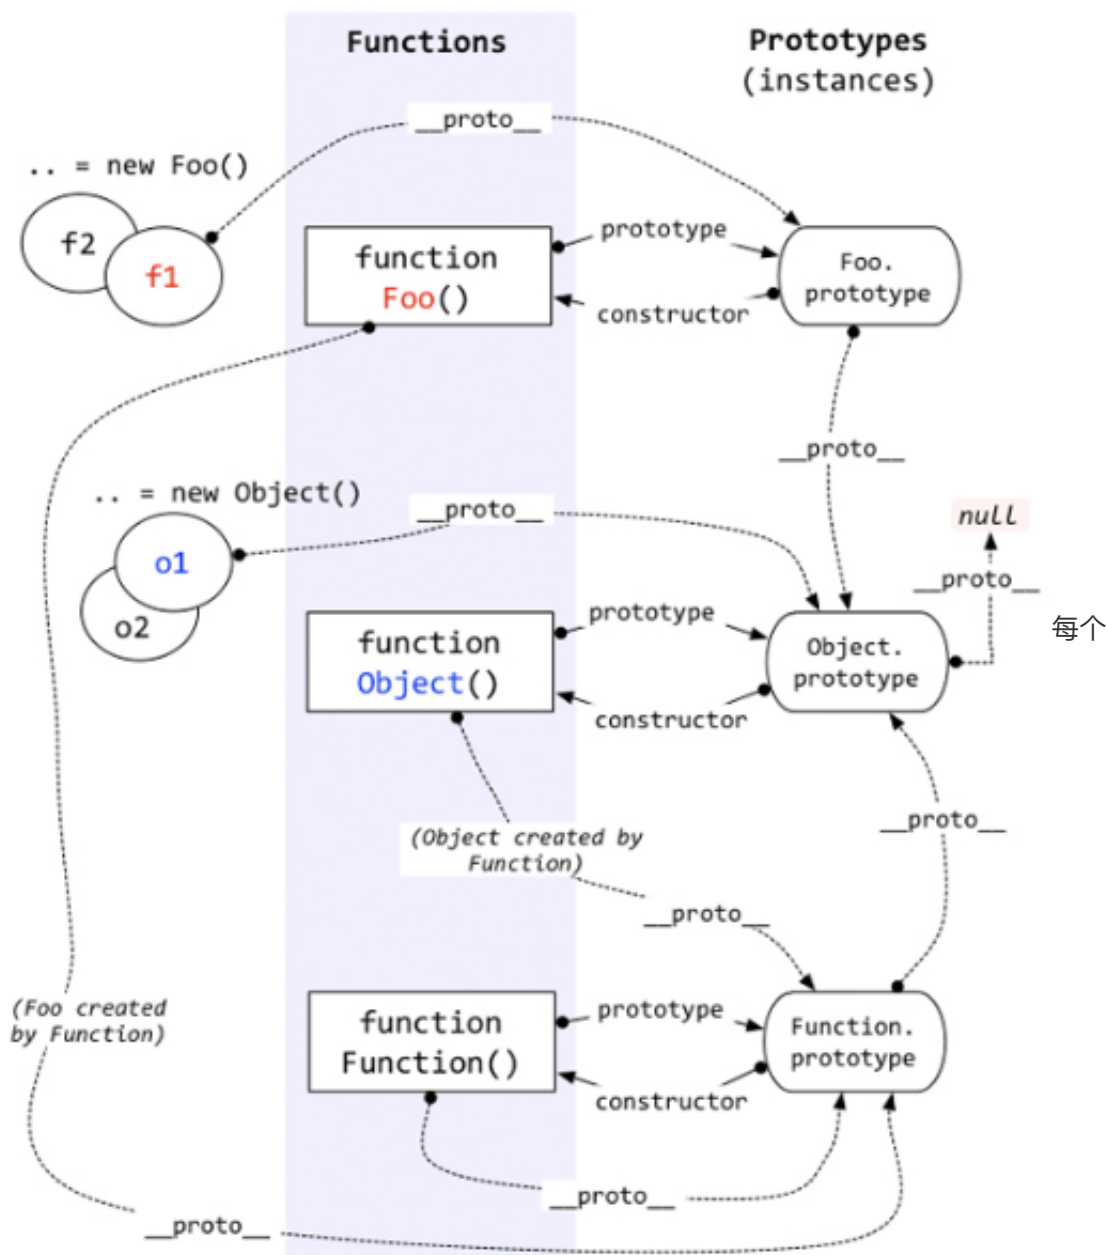 Functions
Prototypes
(instances)
__proto__
.. = new Foo()
f2
f1
function
Foo()
prototype
constructor
Foo.
prototype
__proto__
.. = new Object()
__proto__
null
__proto__
o1
o2
function
Object()
prototype
constructor
Object.
prototype
每个
(Object created by
Function)
__proto__
__proto__
(Foo created
by Function)
function
Function()
prototype
constructor
Function.
prototype
__proto__
__proto__